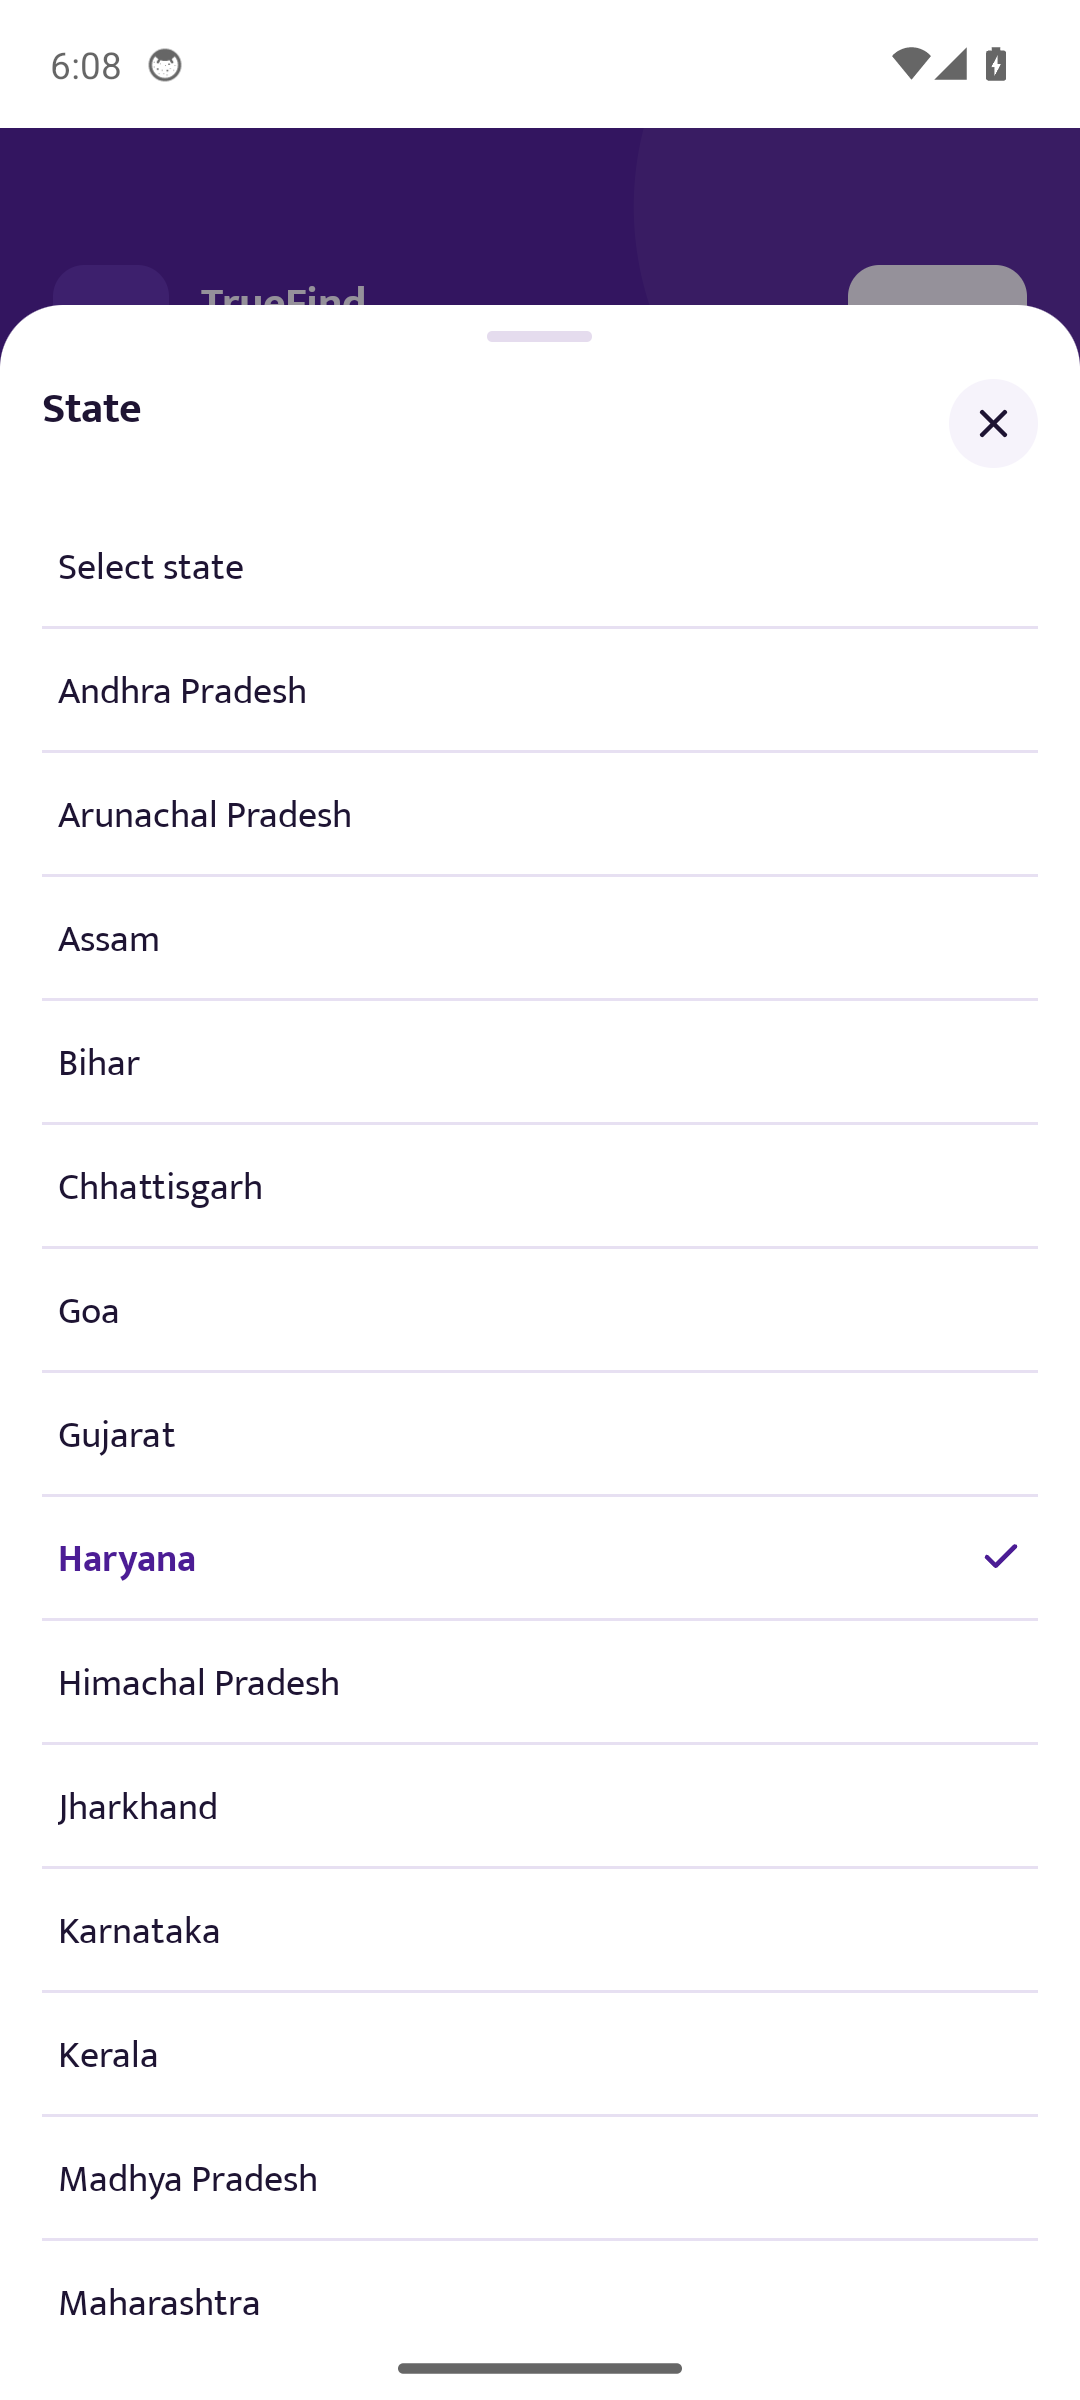 6:08
TrueFind
State
Select state
Andhra Pradesh
Arunachal Pradesh
Assam
Bihar
Chhattisgarh
Goa
Gujarat
Haryana
Himachal Pradesh
Jharkhand
Karnataka
Kerala
Madhya Pradesh
Maharashtra